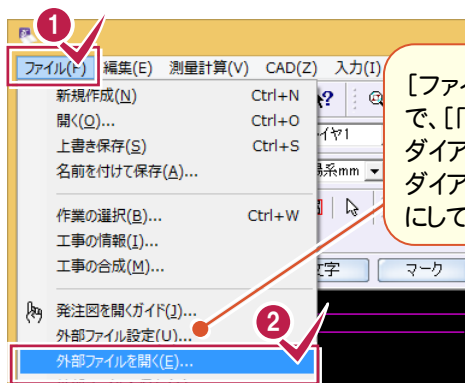 1
ファイル(F) 編集(E) 測量計算(V) CAD(Z) 入力(I)
新規作成(N) Ctrl+N
開く(O)... Ctrl+O
上書き保存(S) Ctrl+S
名前を付けて保存(A)...
作業の選択(B)... Ctrl+W
工事の情報(I)...
工事の合成(M)...
発注図を開くガイド(J)...
外部ファイル設定(U)...
2
外部ファイルを開く(E)...
イヤ1
系mm
文字 マーク
[ファイ
で、[「
ダイア
ダイア
にして